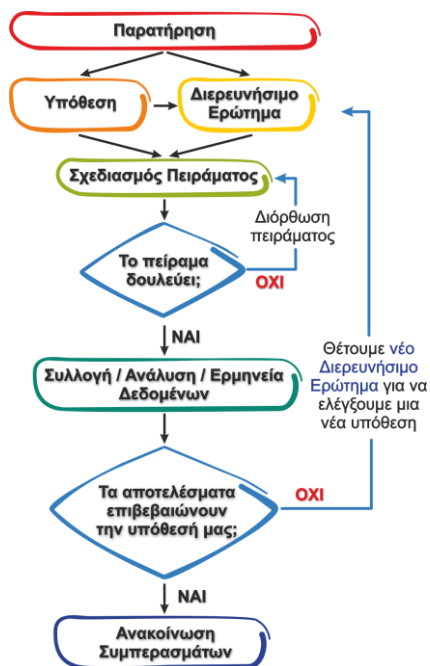 Παρατήρηση
Υπόθεση
Διερευνήσιμο
Ερώτημα
Σχεδιασμός Πειράματος
Διόρθωση
πειράματος
Το πείραμα
δουλεύει;
ΟΧΙ
ΝΑΙ
Συλλογή / Ανάλυση / Ερμηνεία
Δεδομένων
Θέτουμε νέο
Διερευνήσιμο
Ερώτημα για να
ελέγξουμε μια
νέα υπόθεση
Τα αποτελέσματα
επιβεβαιώνουν
την υπόθεσή μας;
ΟΧΙ
ΝΑΙ
Ανακοίνωση
Συμπερασμάτων